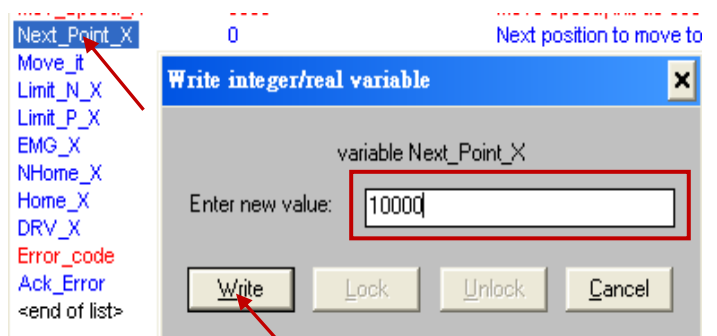 Next_Point_X 0 Next position to move to
Move_it
Limit_N_X
Limit_P_X
EMG_X
NHome_X
Home_X
DRV_X
Error_code
Ack_Error
<end of list>
Write integer/real variable
variable Next_Point_X
Enter new value: 10000
Write Lock Unlock Cancel